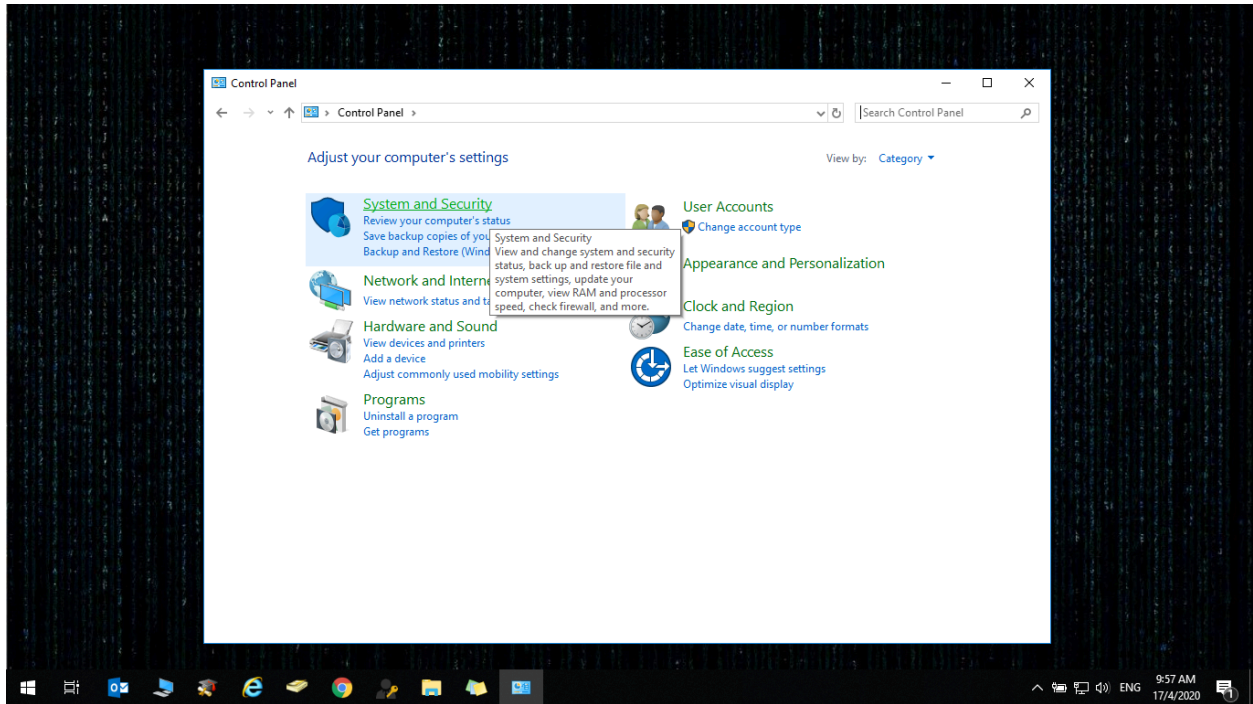 Control Panel
Control Panel
Search Control Panel
Adjust your computer's settings
View by: Category
System and Security
Review your computer's status
Save backup copies of
Backup and Restore
System and Security
View and change system and security
status, back up and restore file and
system settings, update your
computer, view RAM and processor
speed, check firewall, and more.
Network and
View network status and
Hardware and Sound
View devices and printers
Add a device
Adjust commonly used mobility settings
Programs
Uninstall a program
Get programs
User Accounts
Change account type
Appearance and Personalization
Clock and Region
Change date, time, or number formats
Ease of Access
Let Windows suggest settings
Optimize visual display
ENG
9:57 AM
17/4/2020
1